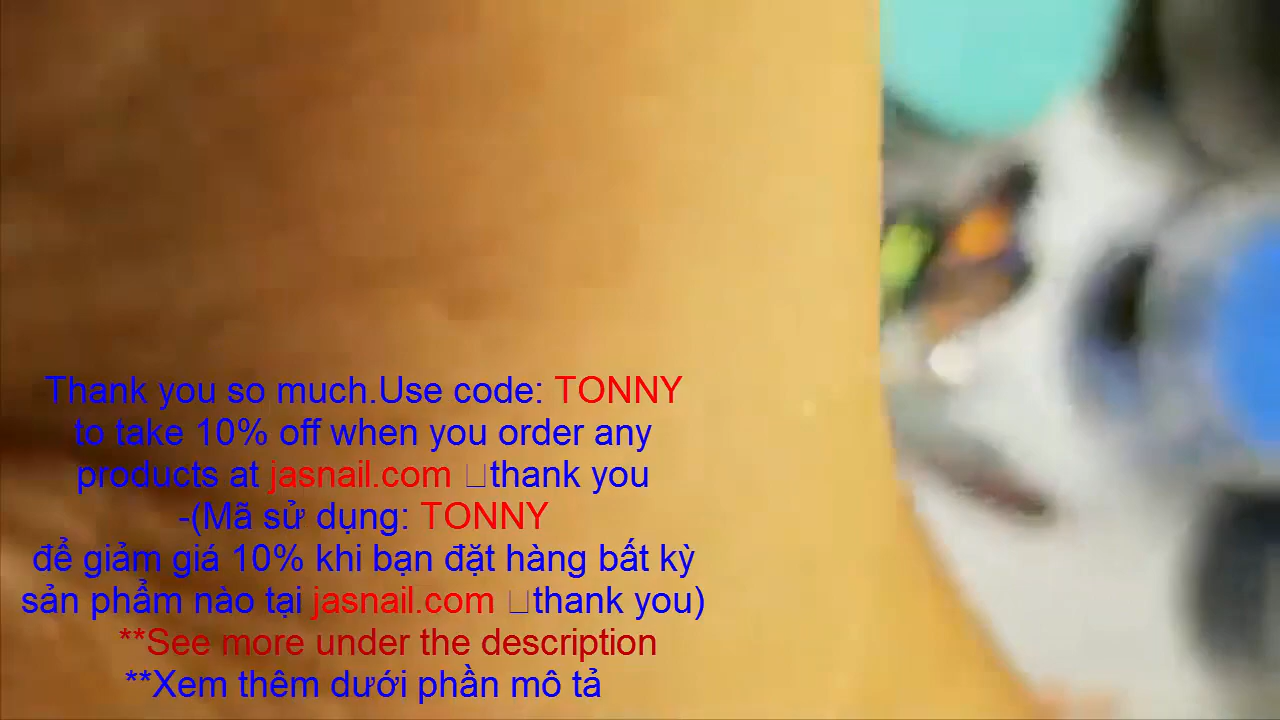 Thank you so much.Use code: TONNY
to take 10% off when you order any
products at jasnail.com □thank you
-(Mã sử dụng: TONNY
để giảm giá 10% khi bạn đặt hàng bất kỳ
sản phẩm nào tại jasnail.com □thank you)
**See more under the description
**Xem thêm dưới phần mô tả